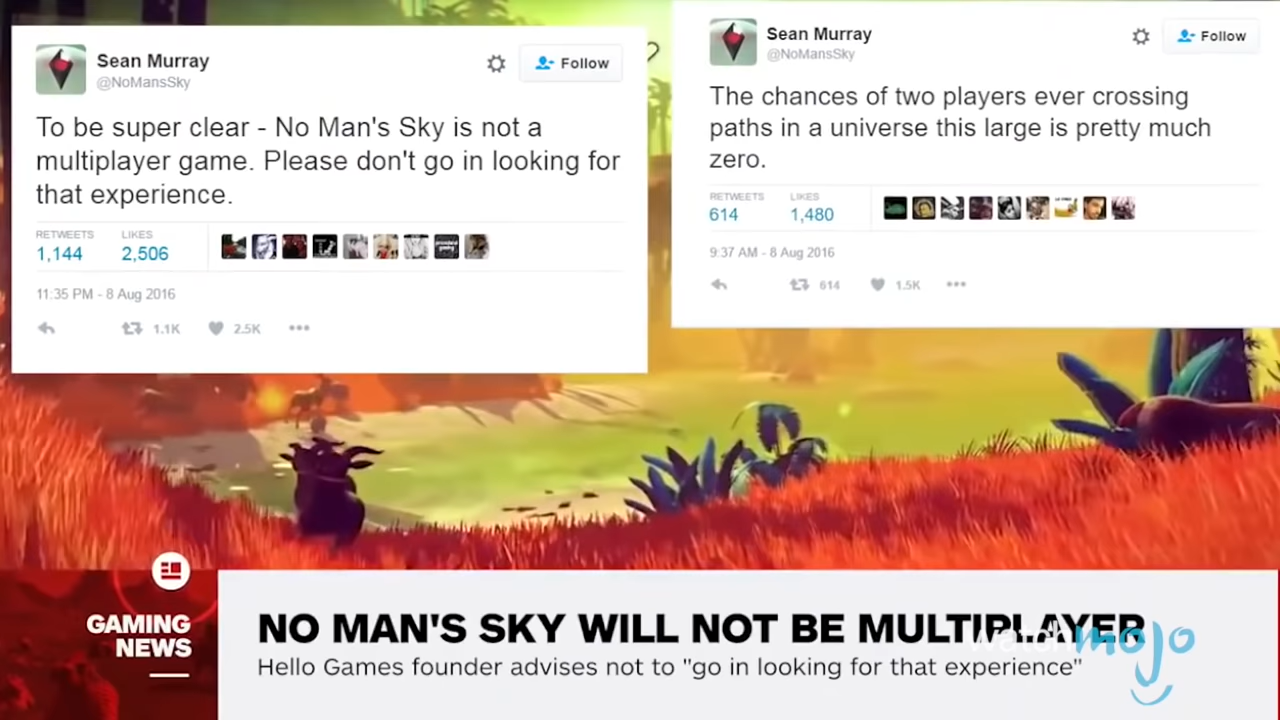 Sean Murray
@NoMansSky
Follow
To be super clear - No Man's Sky is not a
multiplayer game. Please don't go in looking for
that experience.
RETWEETS LIKES
1,144 2,506
11:35 PM - 8 Aug 2016
1.1K 2.5K
Sean Murray
@NoMansSky
Follow
The chances of two players ever crossing
paths in a universe this large is pretty much
zero.
RETWEETS LIKES
614 1,480
9:37 AM - 8 Aug 2016
614 1.5K
GAMING
NEWS
NO MAN'S SKY WILL NOT BE MULTIPLAYER
Hello Games founder advises not to "go in looking for that experience"
watchmojo